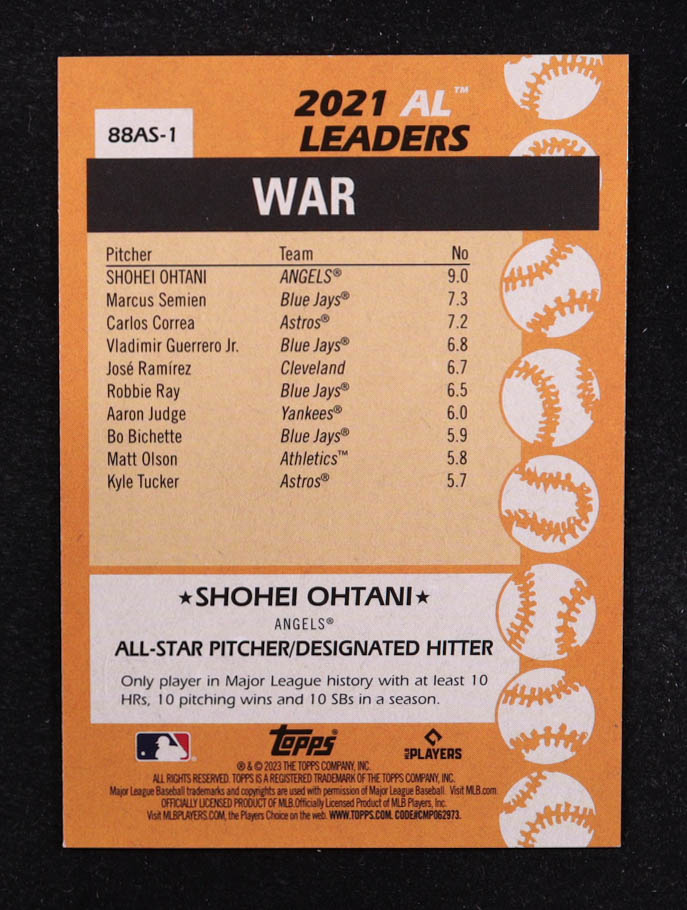 88AS-1
2021 AL™
LEADERS
WAR
Pitcher Team No
SHOHEI OHTANI ANGELS® 9.0
Marcus Semien Blue Jays® 7.3
Carlos Correa Astros® 7.2
Vladimir Guerrero Jr. Blue Jays® 6.8
José Ramírez Cleveland 6.7
Robbie Ray Blue Jays® 6.5
Aaron Judge Yankees® 6.0
Bo Bichette Blue Jays® 5.9
Matt Olson Athletics™ 5.8
Kyle Tucker Astros® 5.7
★SHOHEI OHTANI★
ANGELS®
ALL-STAR PITCHER/DESIGNATED HITTER
Only player in Major League history with at least 10
HRs, 10 pitching wins and 10 SBs in a season.
Topps® MLB PLAYERS
® & © 2023 THE TOPPS COMPANY, INC.
ALL RIGHTS RESERVED. TOPPS IS A REGISTERED TRADEMARK OF THE TOPPS COMPANY, INC.
Major League Baseball trademarks and copyrights are used with permission of Major League Baseball. Visit MLB.com.
OFFICIALLY LICENSED PRODUCT OF MLB.Officially Licensed Product of MLB Players, Inc.
Visit MLBPLAYERS.COM, the Players Choice on the web. WWW.TOPPS.COM. CODE#CMP062973.